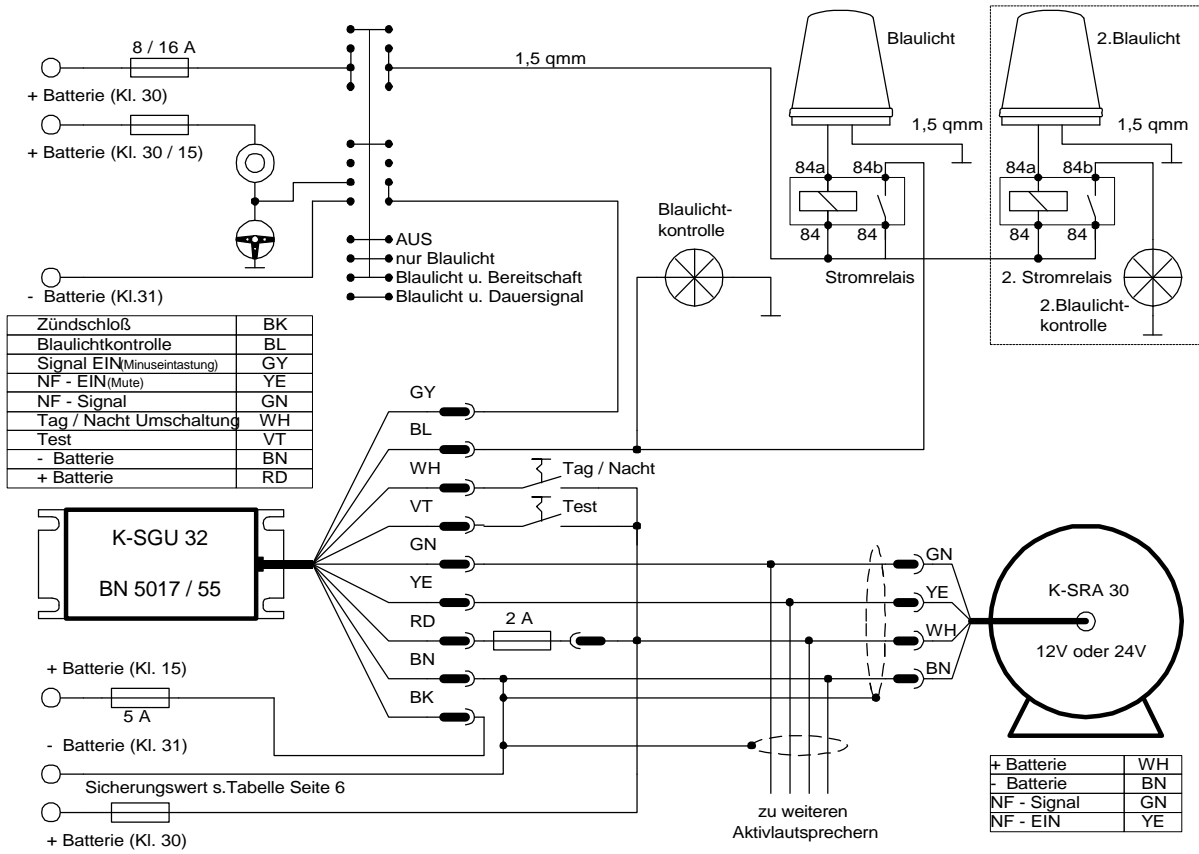 8 / 16 A
+ Batterie (Kl. 30)
+ Batterie (Kl. 30 / 15)
- Batterie (Kl.31)
1,5 qmm
AUS
nur Blaulicht
Blaulicht u. Bereitschaft
Blaulicht u. Dauersignal
Blaulicht
1,5 qmm
84a
84b
84
84
Stromrelais
Blaulicht-
kontrolle
2.Blaulicht
1,5 qmm
84a
84b
84
84
2. Stromrelais
2.Blaulicht-
kontrolle
Zündschloß BK
Blaulichtkontrolle BL
Signal EIN(Minuseintastung) GY
NF - EIN(Mute) YE
NF - Signal GN
Tag / Nacht Umschaltung WH
Test VT
- Batterie BN
+ Batterie RD
K-SGU 32
BN 5017 / 55
GY
BL
WH
VT
GN
YE
RD
BN
BK
Tag / Nacht
Test
2 A
GN
YE
WH
BN
K-SRA 30
12V oder 24V
+ Batterie (Kl. 15)
5 A
- Batterie (Kl. 31)
Sicherungswert s.Tabelle Seite 6
+ Batterie (Kl. 30)
zu weiteren
Aktivlautsprechern
+ Batterie WH
- Batterie BN
NF - Signal GN
NF - EIN YE